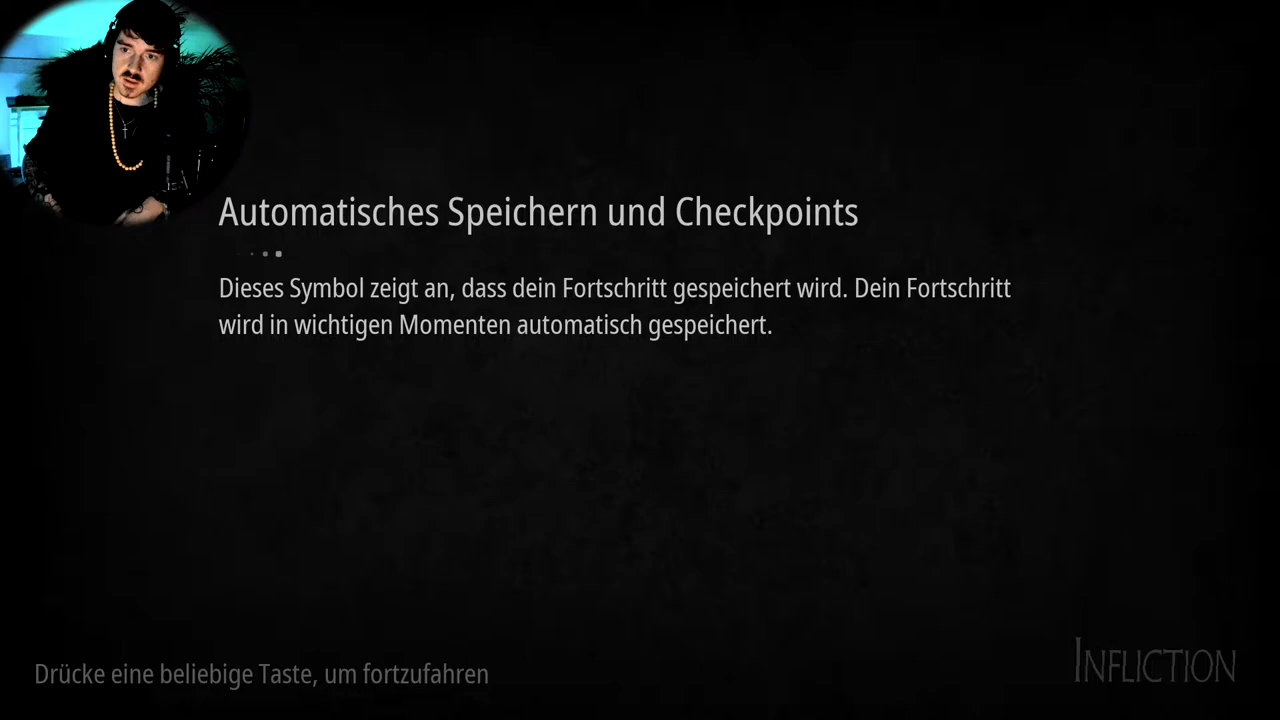 Automatisches Speichern und Checkpoints
Dieses Symbol zeigt an, dass dein Fortschritt gespeichert wird. Dein Fortschritt
wird in wichtigen Momenten automatisch gespeichert.
Drücke eine beliebige Taste, um fortzufahren
INFLICTION